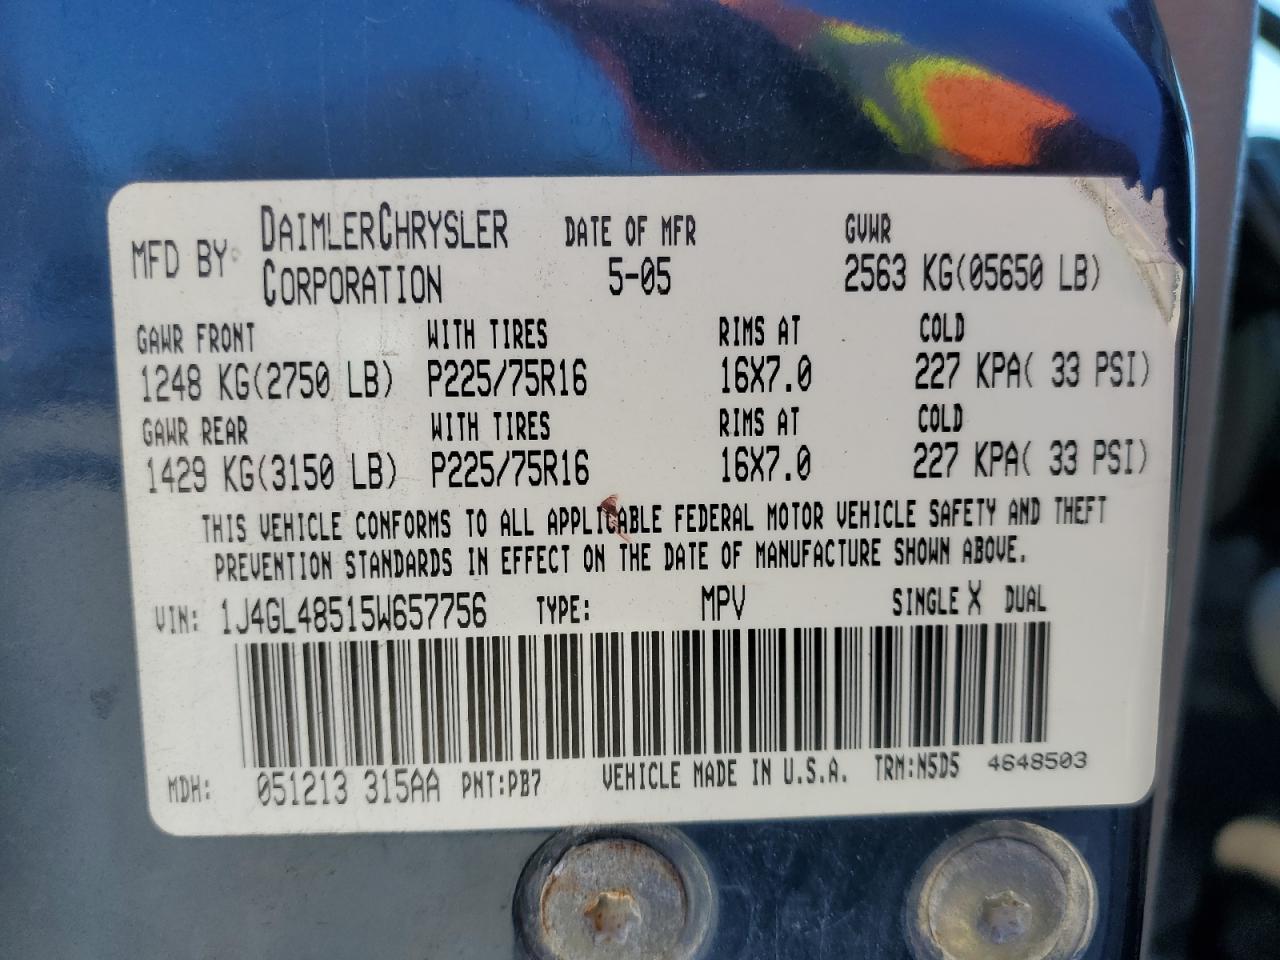 MFD BY DAIMLERCHRYSLER CORPORATION DATE OF MFR 5-05 GVWR 2563 KG(05650 LB)
GAWR FRONT WITH TIRES RIMS AT COLD
1248 KG(2750 LB) P225/75R16 16X7.0 227 KPA( 33 PSI)
GAWR REAR WITH TIRES RIMS AT COLD
1429 KG(3150 LB) P225/75R16 16X7.0 227 KPA( 33 PSI)
THIS VEHICLE CONFORMS TO ALL APPLICABLE FEDERAL MOTOR VEHICLE SAFETY AND THEFT
PREVENTION STANDARDS IN EFFECT ON THE DATE OF MANUFACTURE SHOWN ABOVE.
VIN: 1J4GL48515W657756 TYPE: MPV SINGLE X DUAL
MDH: 051213 315AA PNT:PB7 VEHICLE MADE IN U.S.A. TRM:N5D5 4648503